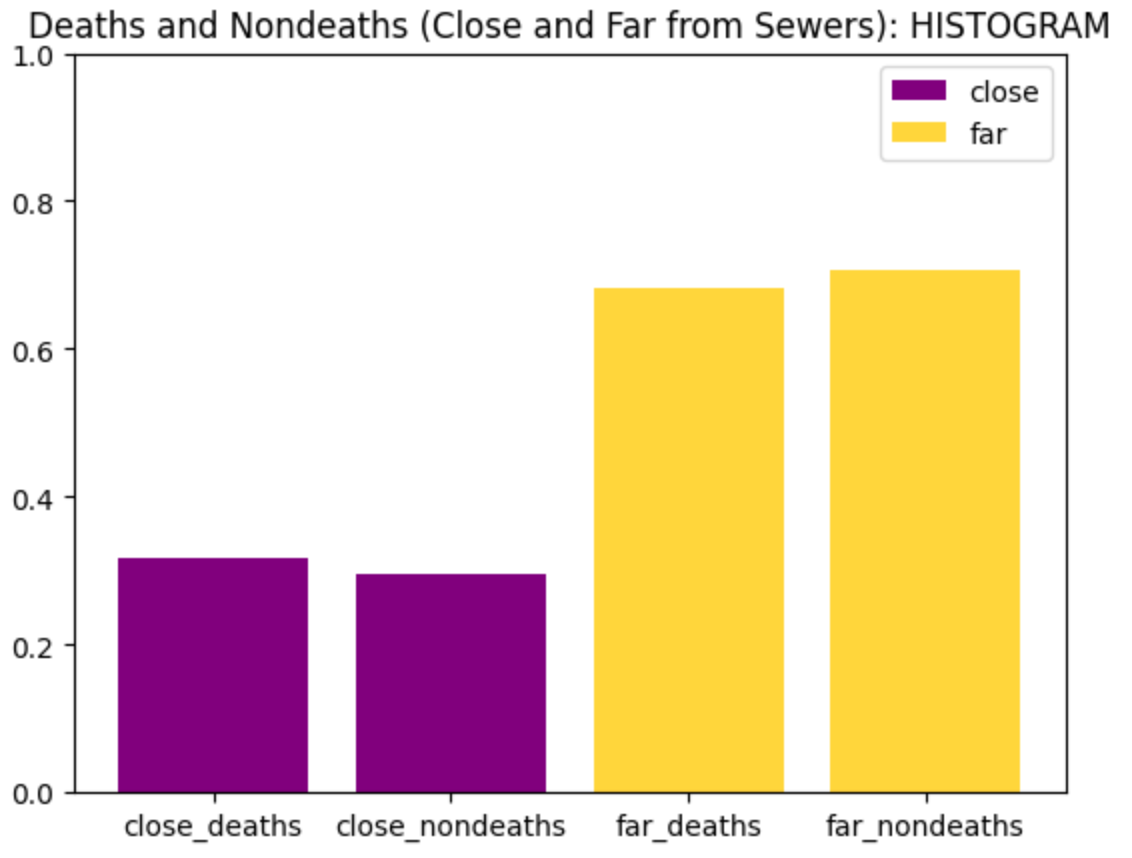 Deaths and Nondeaths (Close and Far from Sewers): HISTOGRAM
1.0
close
far
0.8
0.6
0.4
0.2
0.0
close_deaths close_nondeaths far_deaths far_nondeaths